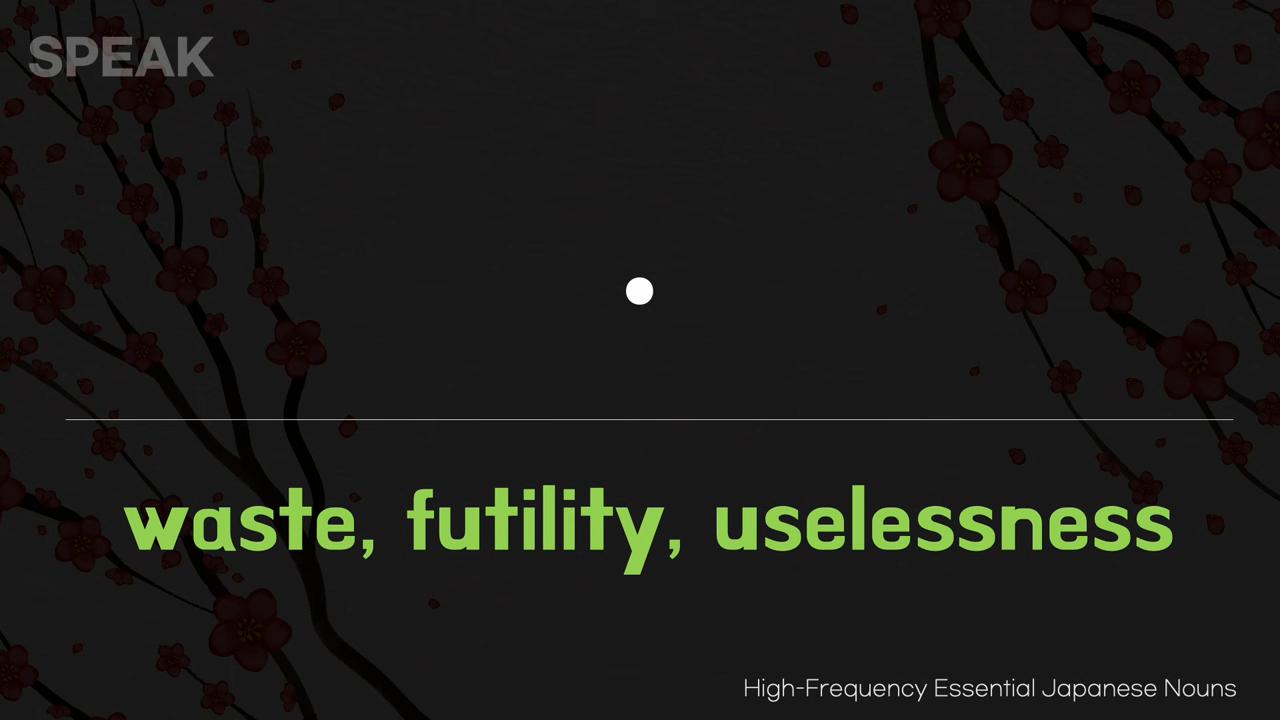 SPEAK
waste, futility, uselessness
High-Frequency Essential Japanese Nouns